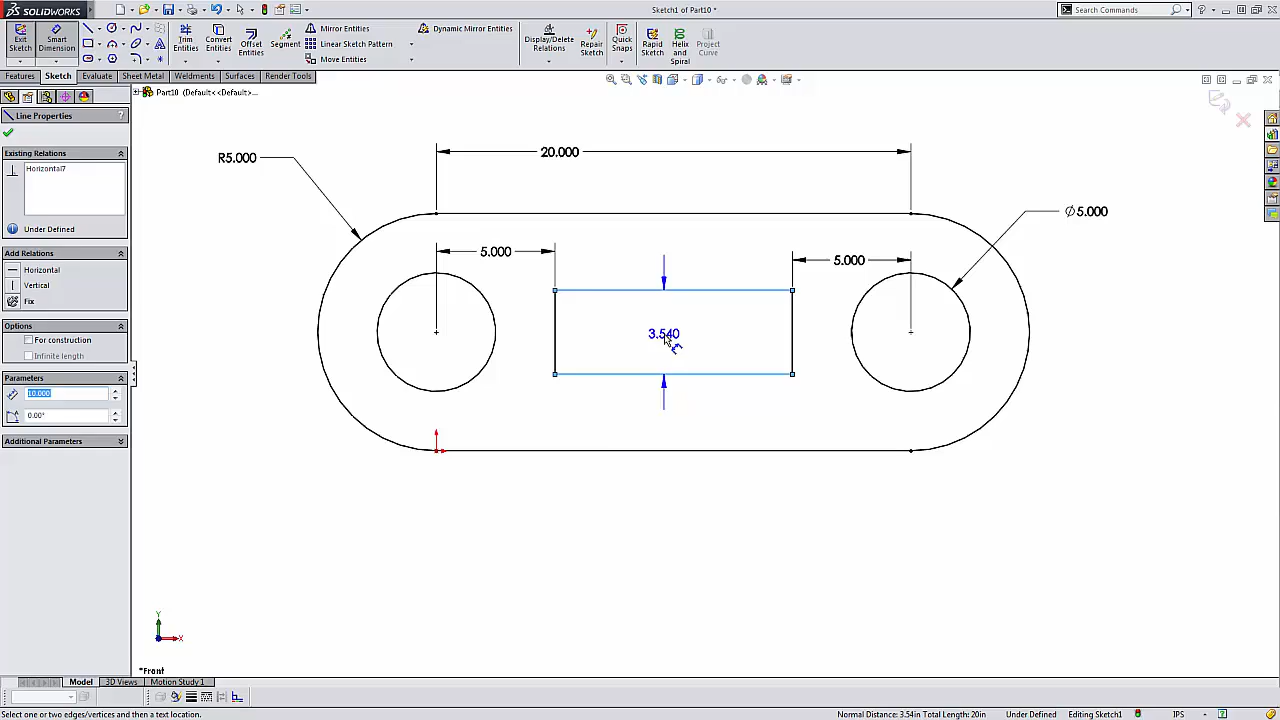 SOLIDWORKS
Sketch1 of Part10 *
Search Commands
Exit Sketch
Smart Dimension
Trim Entities
Convert Entities
Offset Entities
Segment
Mirror Entities
Linear Sketch Pattern
Move Entities
Dynamic Mirror Entities
Display/Delete Relations
Repair Sketch
Quick Snaps
Rapid Sketch
Helix and Spiral
Project Curve
Features
Sketch
Evaluate
Sheet Metal
Weldments
Surfaces
Render Tools
Part10 (Default<<Default>...
Line Properties
?
Existing Relations
Horizontal7
Under Defined
Add Relations
Horizontal
Vertical
Fix
Options
For construction
Infinite length
Parameters
10.000
0.00°
Additional Parameters
R5.000
20.000
Ø5.000
5.000
5.000
3.540
Y
X
*Front
Model
3D Views
Motion Study 1
Select one or two edges/vertices and then a text location.
Normal Distance: 3.54in Total Length: 20in
Under Defined
Editing Sketch1
IPS